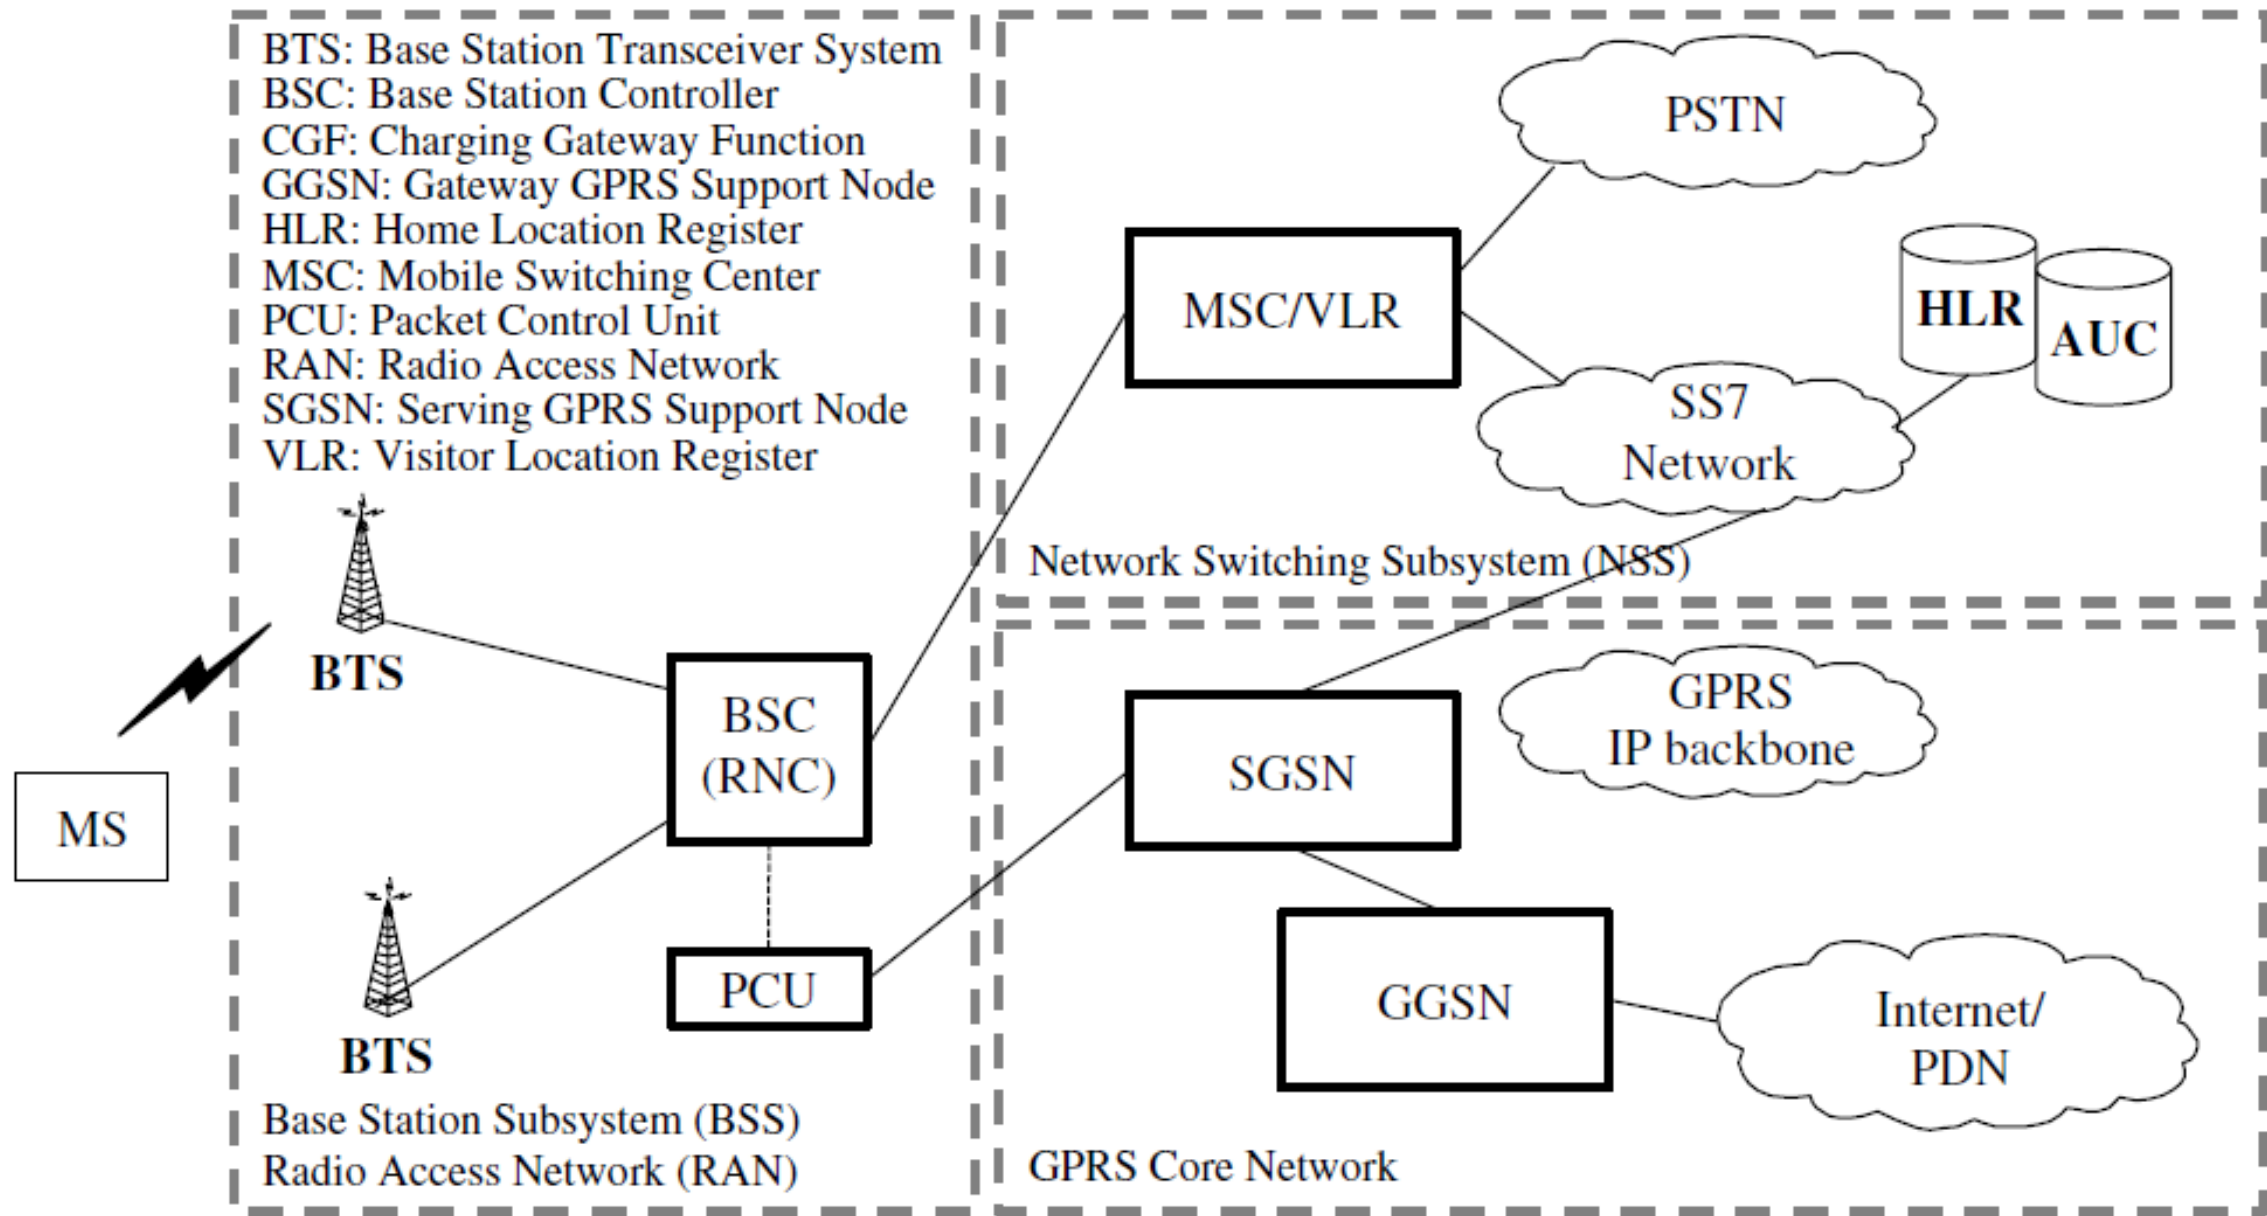 BTS: Base Station Transceiver System
BSC: Base Station Controller
CGF: Charging Gateway Function
GGSN: Gateway GPRS Support Node
HLR: Home Location Register
MSC: Mobile Switching Center
PCU: Packet Control Unit
RAN: Radio Access Network
SGSN: Serving GPRS Support Node
VLR: Visitor Location Register
BTS
MS
BSC
(RNC)
PCU
BTS
Base Station Subsystem (BSS)
Radio Access Network (RAN)
PSTN
MSC/VLR
HLR
AUC
SS7
Network
Network Switching Subsystem (NSS)
GPRS
IP backbone
SGSN
GGSN
Internet/
PDN
GPRS Core Network